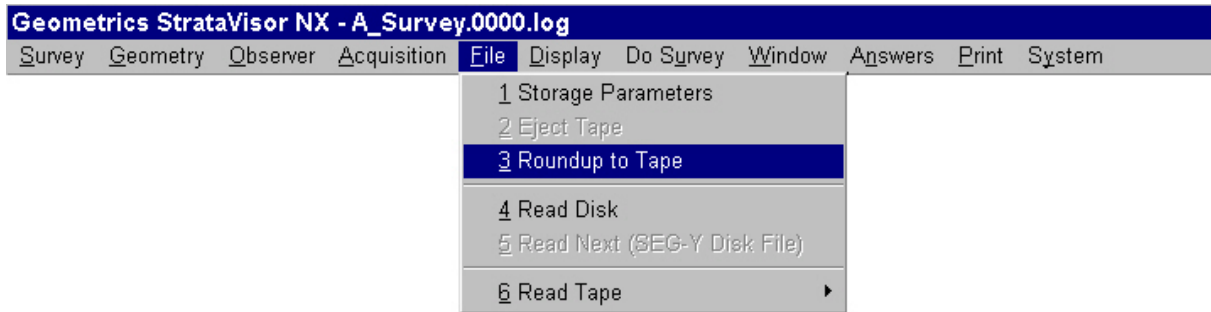 Geometrics StrataVisor NX - A_Survey.0000.log
Survey Geometry Observer Acquisition File Display Do Survey Window Answers Print System
1 Storage Parameters
2 Eject Tape
3 Roundup to Tape
4 Read Disk
5 Read Next (SEG-Y Disk File)
6 Read Tape